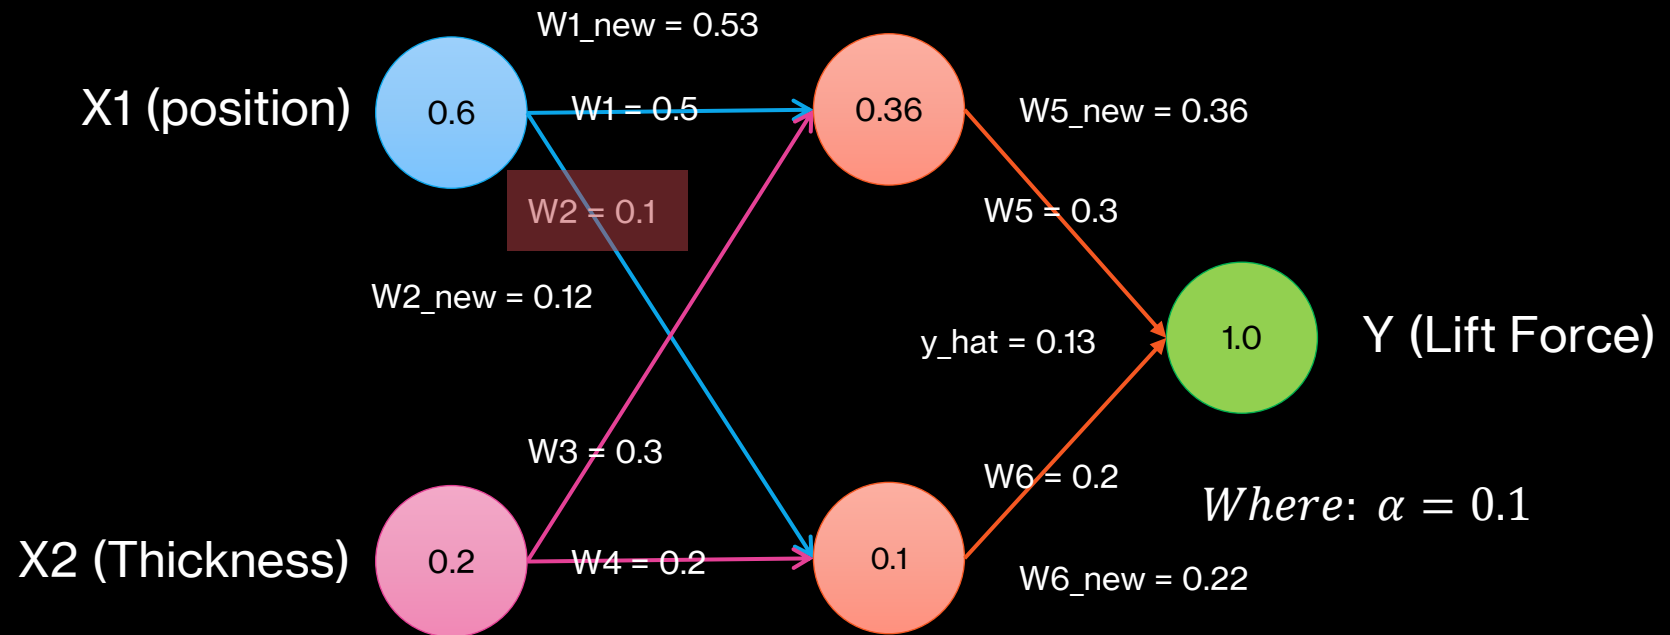 W1_new = 0.53
X1 (position)
0.6
W1 = 0.5
0.36
W5_new = 0.36
W2 = 0.1
W5 = 0.3
W2_new = 0.12
y_hat = 0.13
1.0
Y (Lift Force)
W3 = 0.3
W6 = 0.2
Where: α = 0.1
X2 (Thickness)
0.2
W4 = 0.2
0.1
W6_new = 0.22